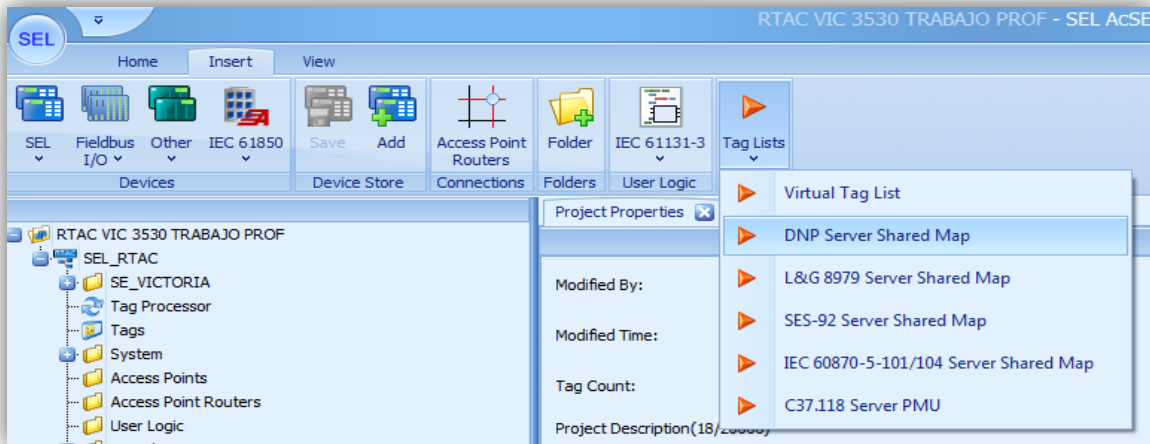 RTAC VIC 3530 TRABAJO PROF - SEL AcSE
SEL
Home Insert View
SEL Fieldbus I/O Other IEC 61850 Save Add Access Point Routers Folder IEC 61131-3 Tag Lists
Devices Device Store Connections Folders User Logic
Virtual Tag List
DNP Server Shared Map
L&G 8979 Server Shared Map
SES-92 Server Shared Map
IEC 60870-5-101/104 Server Shared Map
C37.118 Server PMU
RTAC VIC 3530 TRABAJO PROF
SEL_RTAC
SE_VICTORIA
Tag Processor
Tags
System
Access Points
Access Point Routers
User Logic
Project Properties
Modified By:
Modified Time:
Tag Count:
Project Description(18/